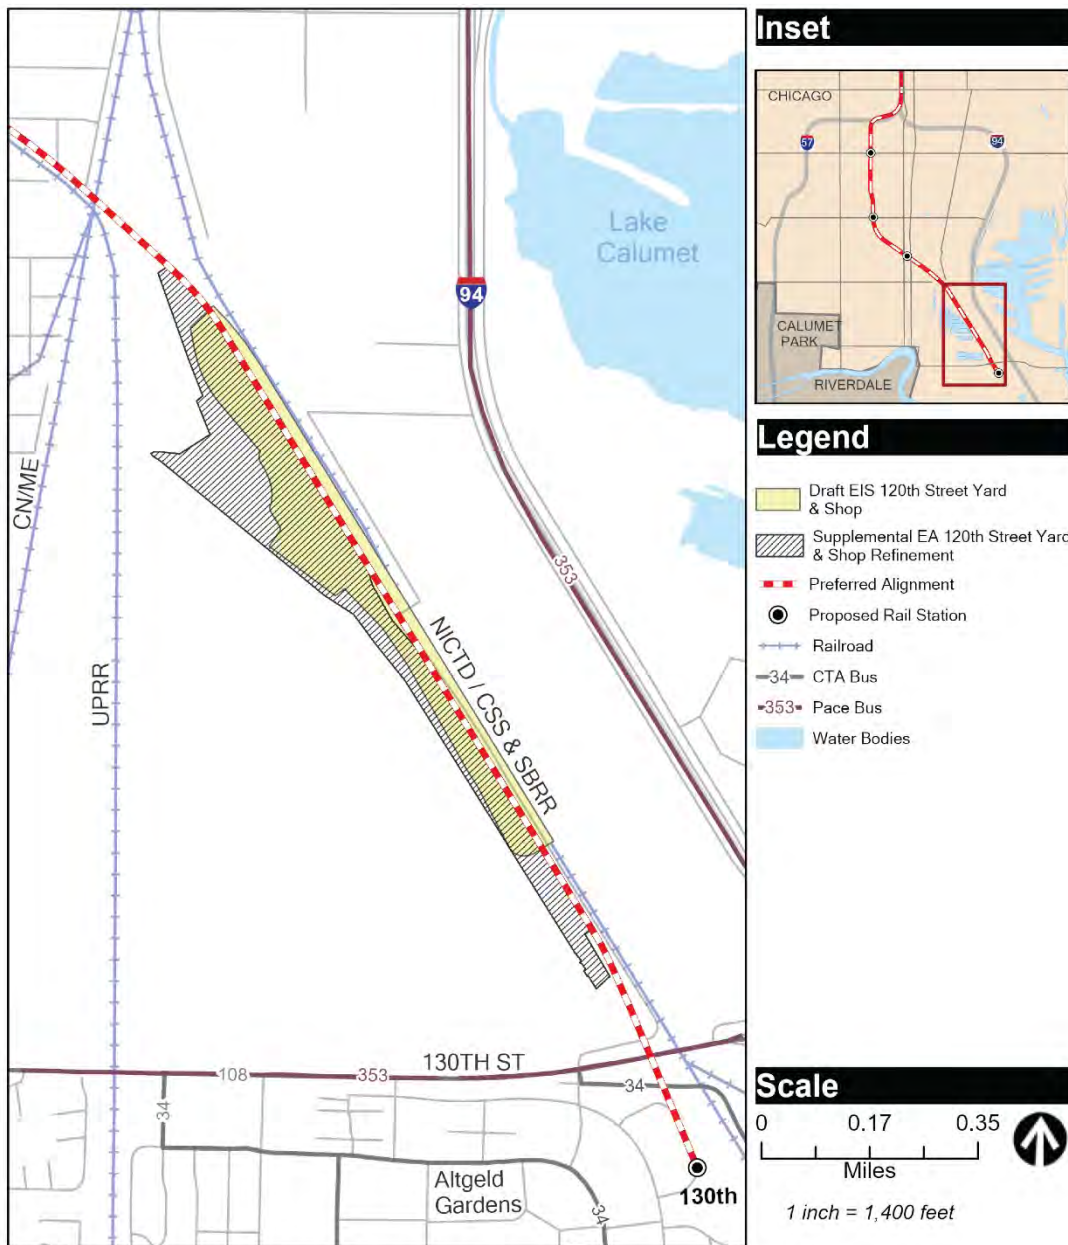 Lake
Calumet
94
CN/ME
353
UPRR
NICTD / CSS & SBRR
130TH ST
108
353
34
34
Altgeld
Gardens
34
130th
Inset
CHICAGO
57
94
CALUMET
PARK
RIVERDALE
Legend
Draft EIS 120th Street Yard
& Shop
Supplemental EA 120th Street Yard
& Shop Refinement
Preferred Alignment
Proposed Rail Station
Railroad
34 CTA Bus
353 Pace Bus
Water Bodies
Scale
0 0.17 0.35
Miles
1 inch = 1,400 feet